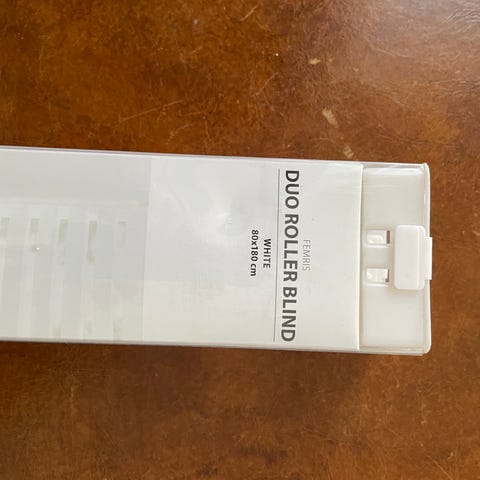 FEMRIS
DUO ROLLER BLIND
WHITE
80x180 cm